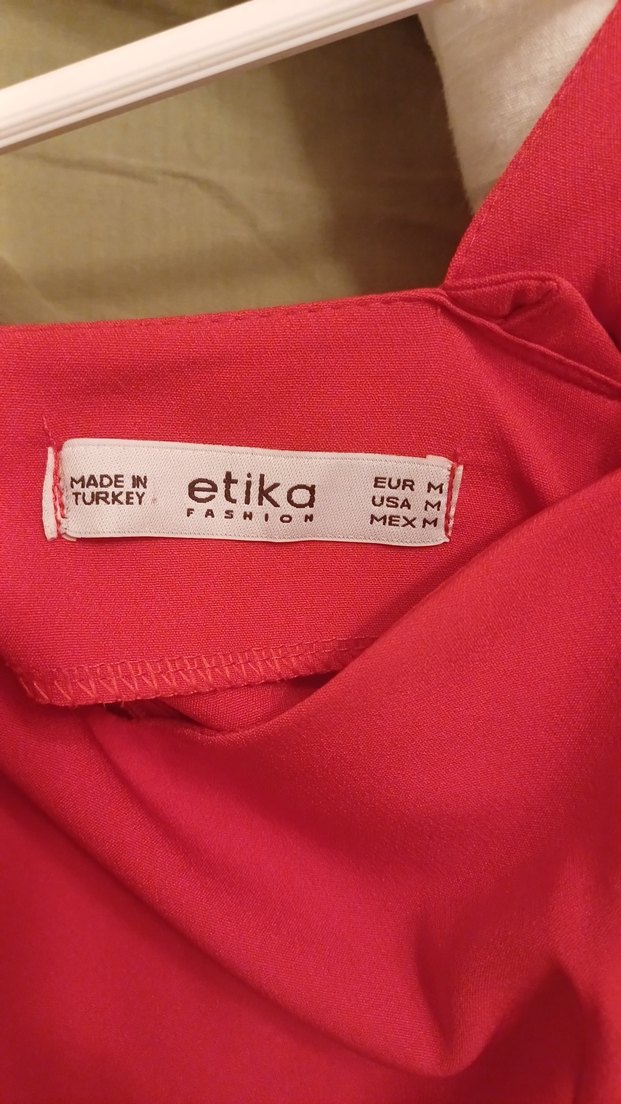 MADE IN
TURKEY
etika
FASHION
EUR M
USA M
MEX M